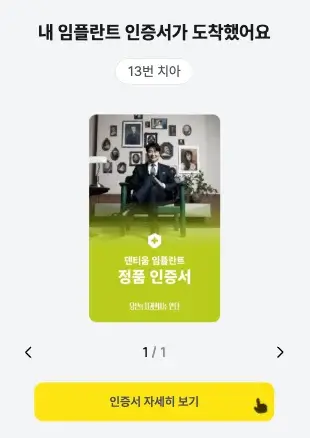 내 임플란트 인증서가 도착했어요
13번 치아
덴티움 임플란트
정품 인증서
1 / 1
인증서 자세히 보기